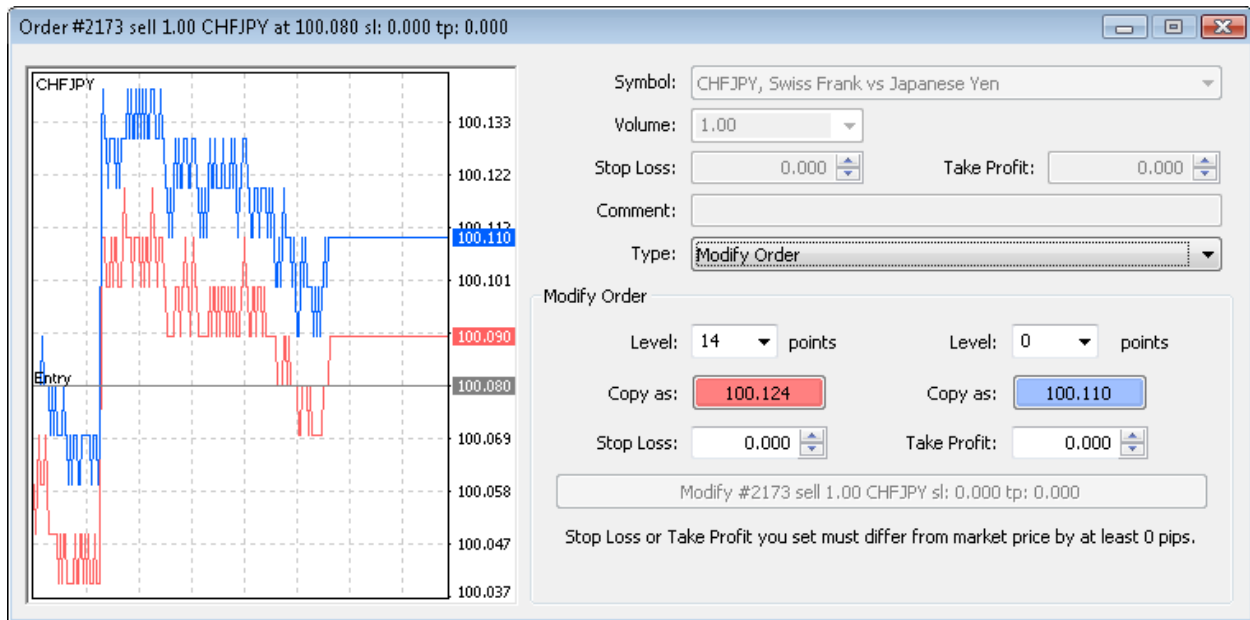 Order #2173 sell 1.00 CHFJPY at 100.080 sl: 0.000 tp: 0.000
CHFJPY
100.133
100.122
100.112
100.110
100.101
100.090
Entry
100.080
100.069
100.058
100.047
100.037
Symbol: CHFJPY, Swiss Frank vs Japanese Yen
Volume: 1.00
Stop Loss: 0.000 Take Profit: 0.000
Comment:
Type: Modify Order
Modify Order
Level: 14 points Level: 0 points
Copy as: 100.124 Copy as: 100.110
Stop Loss: 0.000 Take Profit: 0.000
Modify #2173 sell 1.00 CHFJPY sl: 0.000 tp: 0.000
Stop Loss or Take Profit you set must differ from market price by at least 0 pips.